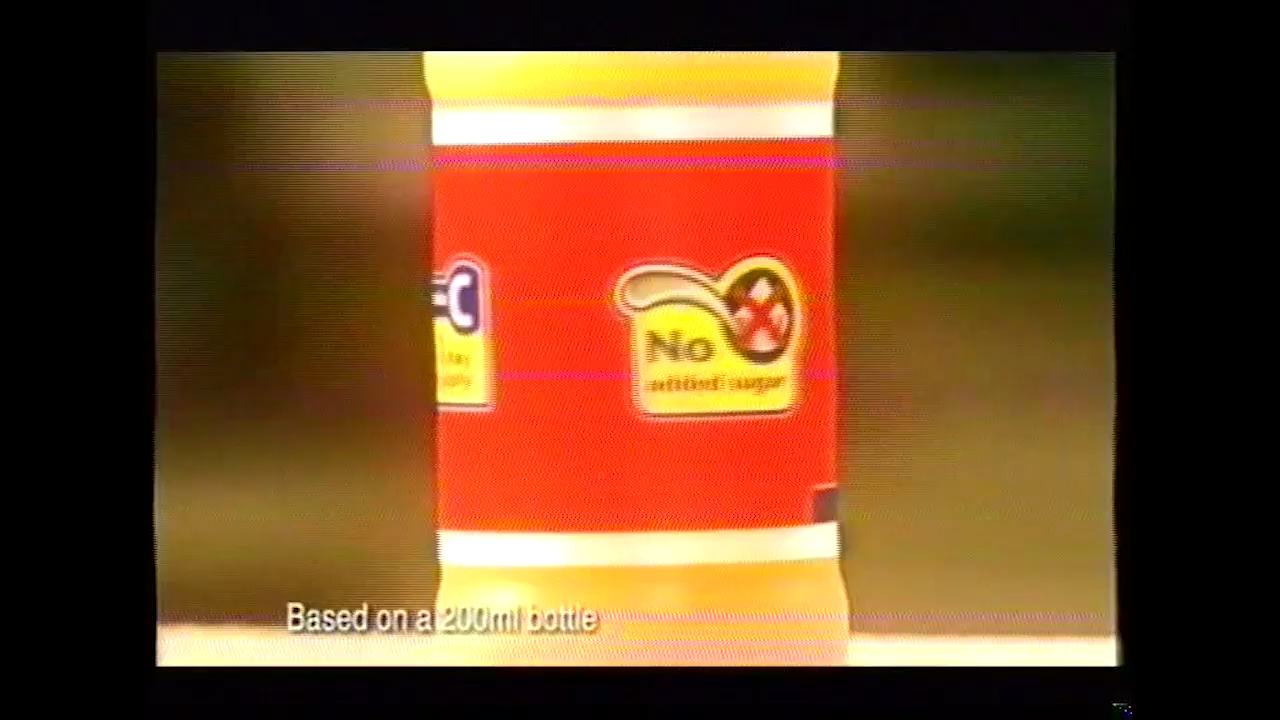 C
No
added sugar
Based on a 200ml bottle